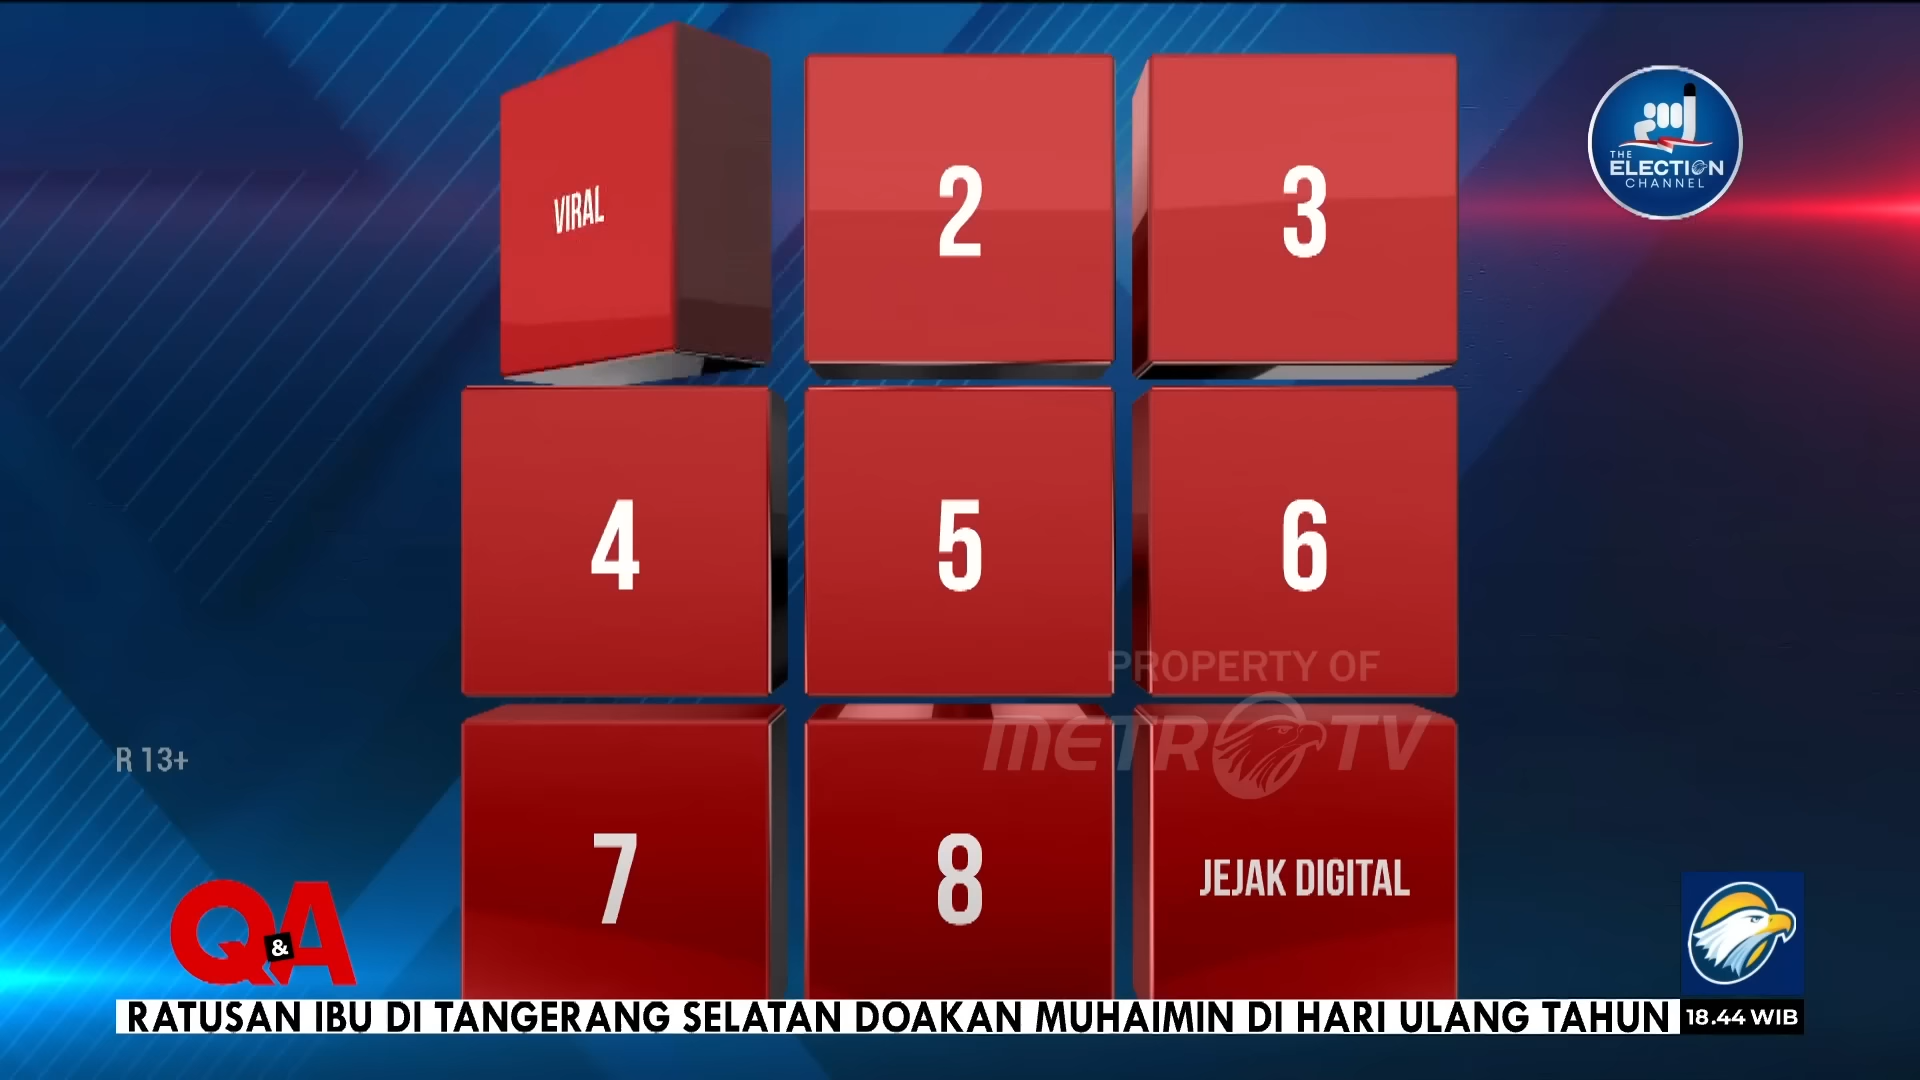 VIRAL
2
3
THE
ELECTION
CHANNEL
4
5
6
PROPERTY OF
METRO TV
R 13+
7
8
JEJAK DIGITAL
Q&A
RATUSAN IBU DI TANGERANG SELATAN DOAKAN MUHAIMIN DI HARI ULANG TAHUN
18.44 WIB